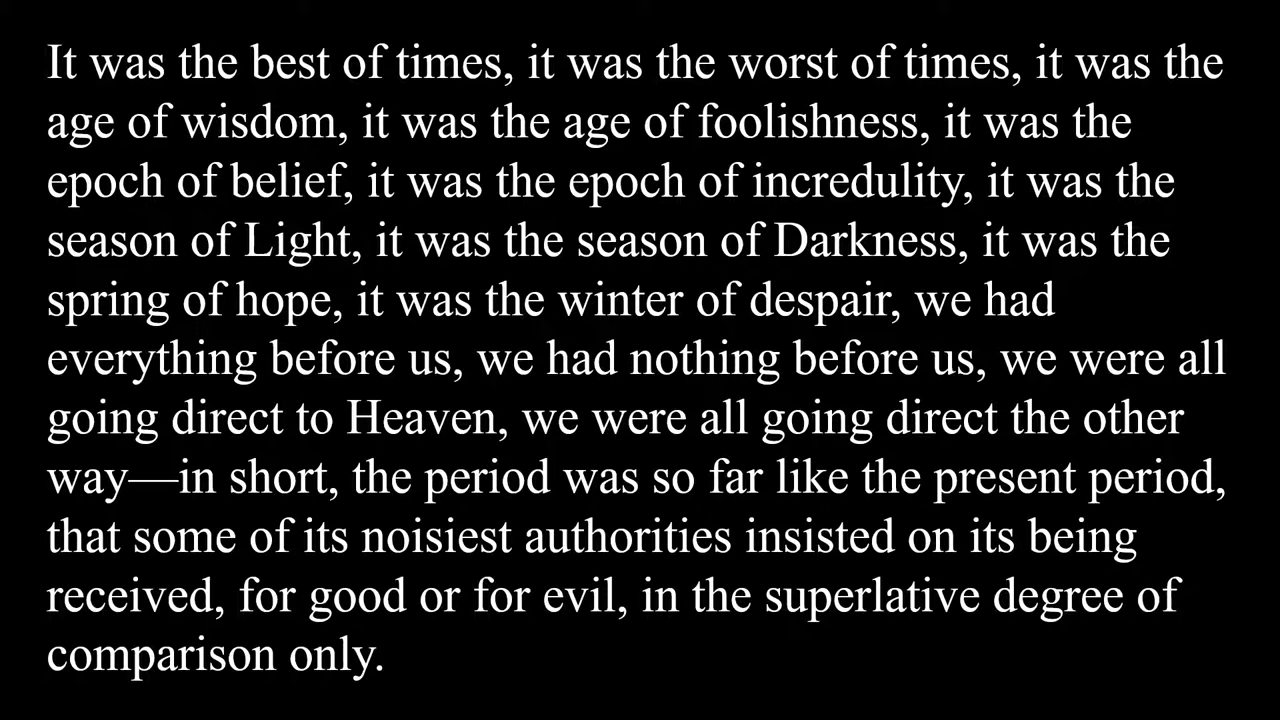 It was the best of times, it was the worst of times, it was the
age of wisdom, it was the age of foolishness, it was the
epoch of belief, it was the epoch of incredulity, it was the
season of Light, it was the season of Darkness, it was the
spring of hope, it was the winter of despair, we had
everything before us, we had nothing before us, we were all
going direct to Heaven, we were all going direct the other
way—in short, the period was so far like the present period,
that some of its noisiest authorities insisted on its being
received, for good or for evil, in the superlative degree of
comparison only.